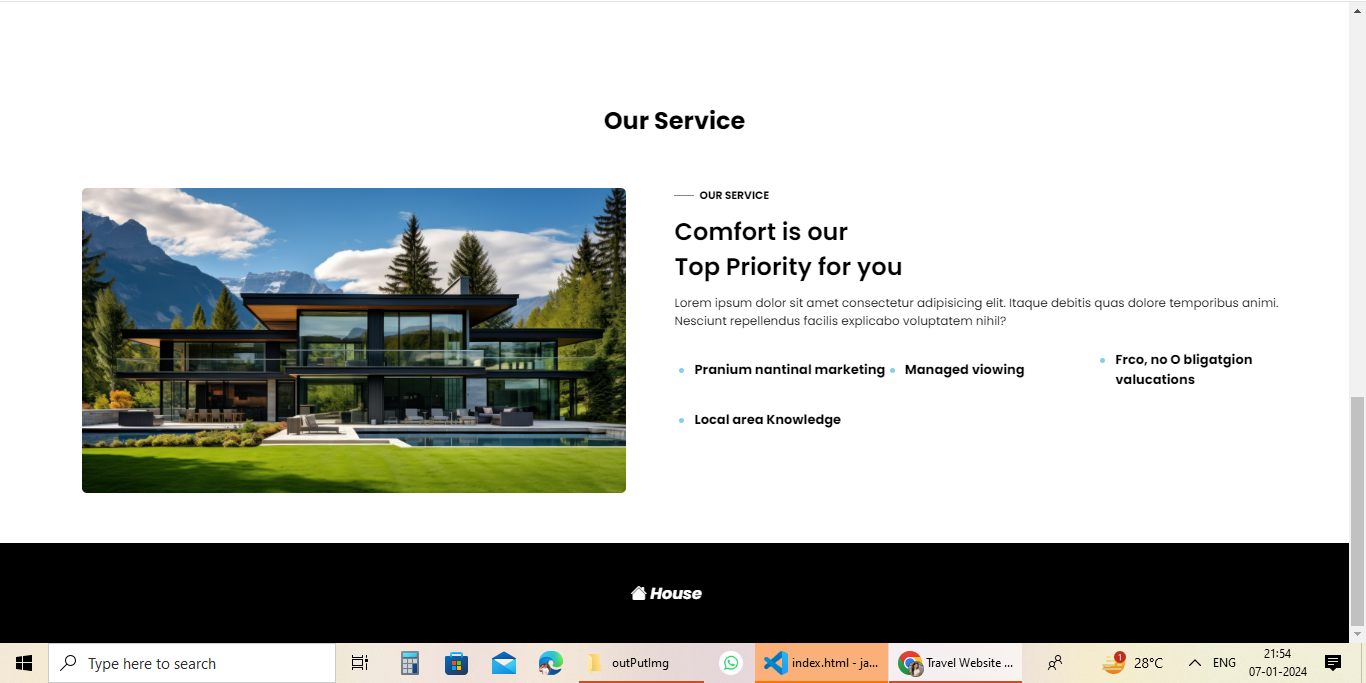 Our Service
OUR SERVICE
Comfort is our
Top Priority for you
Lorem ipsum dolor sit amet consectetur adipisicing elit. Itaque debitis quas dolore temporibus animi.
Nesciunt repellendus facilis explicabo voluptatem nihil?
Pranium nantinal marketing
Managed viowing
Frco, no O bligatgion
valucations
Local area Knowledge
House
Type here to search
outPutImg
index.html - ja...
Travel Website ...
1
28°C
ENG
21:54
07-01-2024